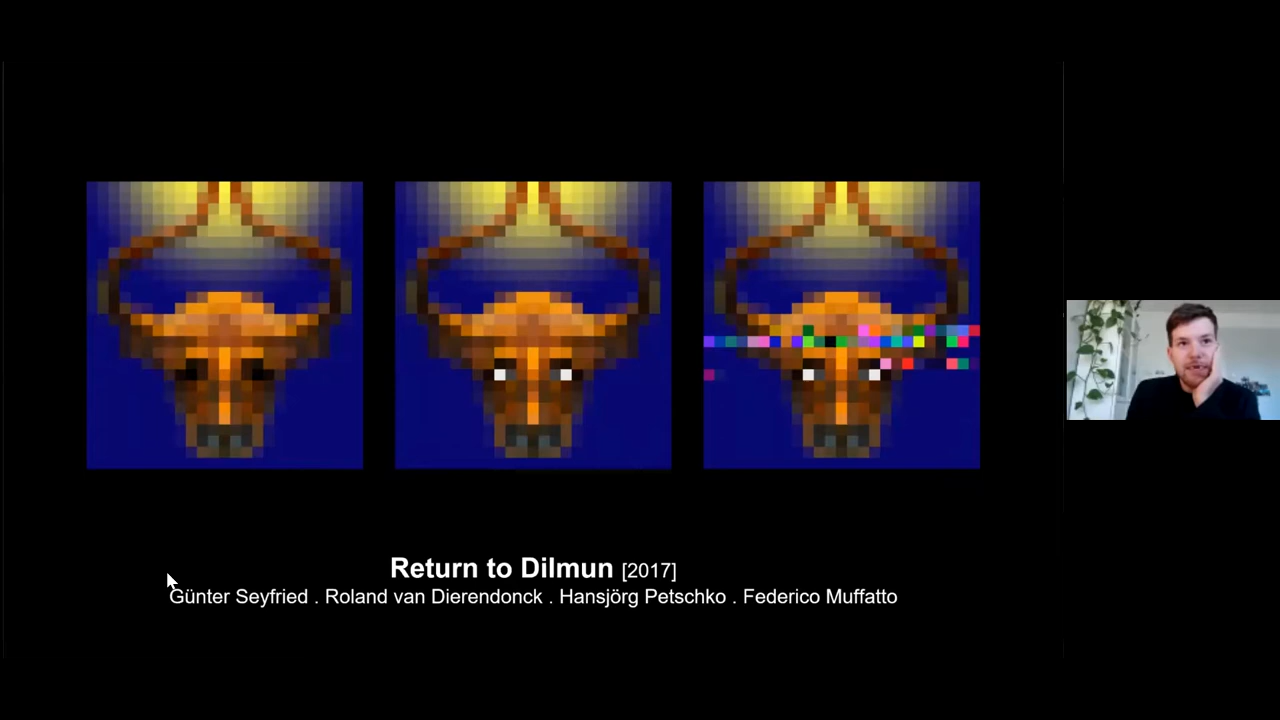 Return to Dilmun [2017]
Günter Seyfried . Roland van Dierendonck . Hansjörg Petschko . Federico Muffatto